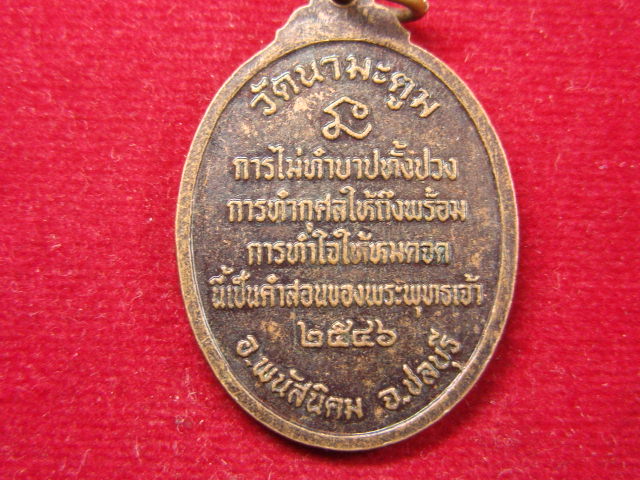 วัดนามะตูม
การไม่ทำบาปทั้งปวง
การทำกุศลให้ถึงพร้อม
การทำใจให้หมดจด
นี้เป็นคำสอนของพระพุทธเจ้า
๒๕๔๖
อ.พนัสนิคม จ.ชลบุรี